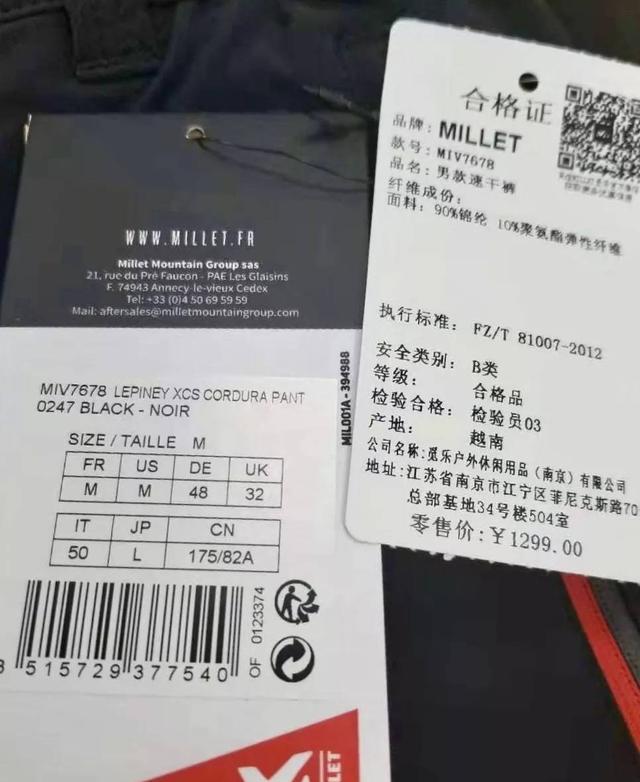 WWW.MILLET.FR
Millet Mountain Group sas
21, rue du Pré Faucon - PAE Les Glaisins
F. 74943 Annecy-le-vieux Cedex
Tel: +33 (0)4 50 69 59 59
Mail: aftersales@milletmountaingroup.com
MIV7678 LEPINEY XCS CORDURA PANT
0247 BLACK - NOIR
SIZE / TAILLE M
FR US DE UK
M M 48 32
IT JP CN
50 L 175/82A
515729 377540
OF 0123374
MIL001A - 394988
LET
合格证
品牌：MILLET
款号：MIV7678
品名：男款速干裤
纤维成份：
面料：90%锦纶 10%聚氨酯弹性纤维
执行标准： FZ/T 81007-2012
安全类别： B类
等级： 合格品
检验合格： 检验员03
产地： 越南
公司名称:觅乐户外休闲用品（南京）有限公司
地址:江苏省南京市江宁区菲尼克斯路70
总部基地34号楼504室
零售价:￥1299.00